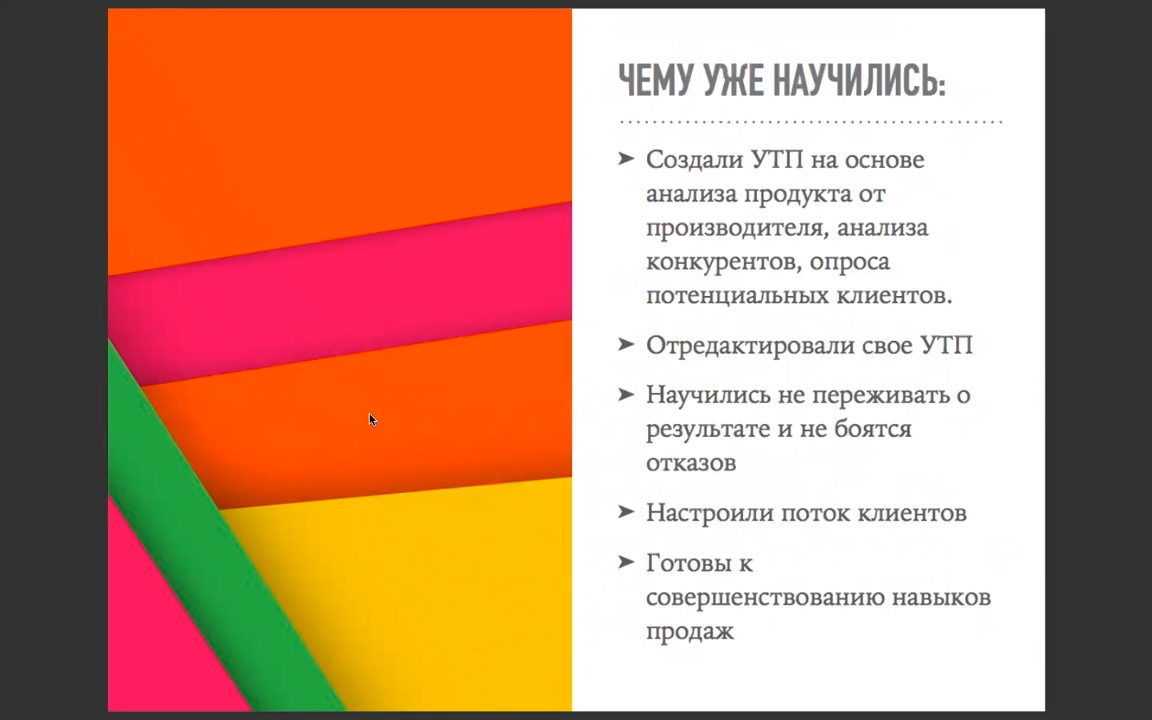 ЧЕМУ УЖЕ НАУЧИЛИСЬ:
➤ Создали УТП на основе
анализа продукта от
производителя, анализа
конкурентов, опроса
потенциальных клиентов.
➤ Отредактировали свое УТП
➤ Научились не переживать о
результате и не боятся
отказов
➤ Настроили поток клиентов
➤ Готовы к
совершенствованию навыков
продаж